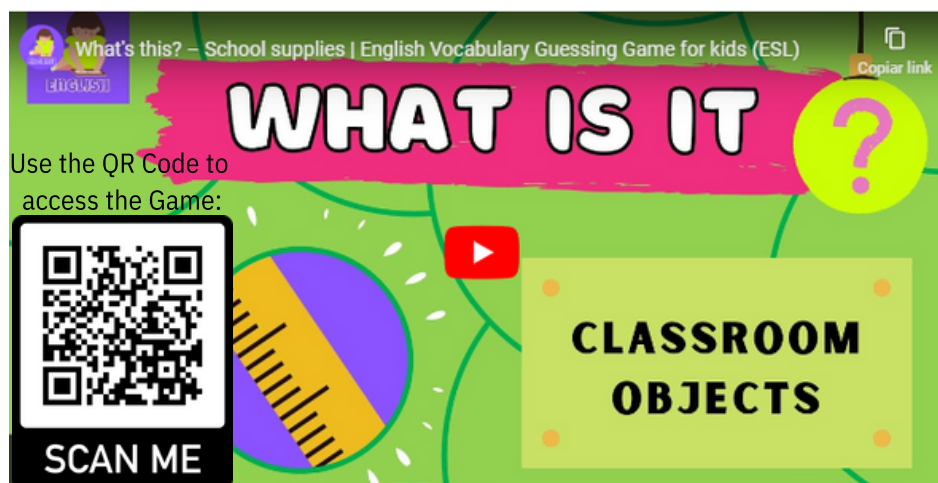 What's this? – School supplies | English Vocabulary Guessing Game for kids (ESL)
Copiar link
ENGLISH
WHAT IS IT
?
Use the QR Code to
access the Game:
CLASSROOM
OBJECTS
SCAN ME